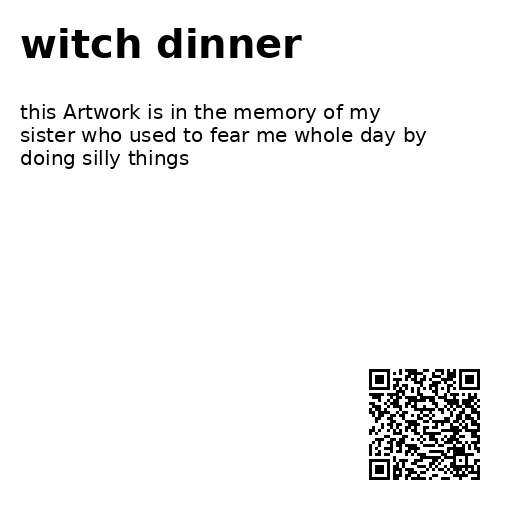 witch dinner
this Artwork is in the memory of my
sister who used to fear me whole day by
doing silly things